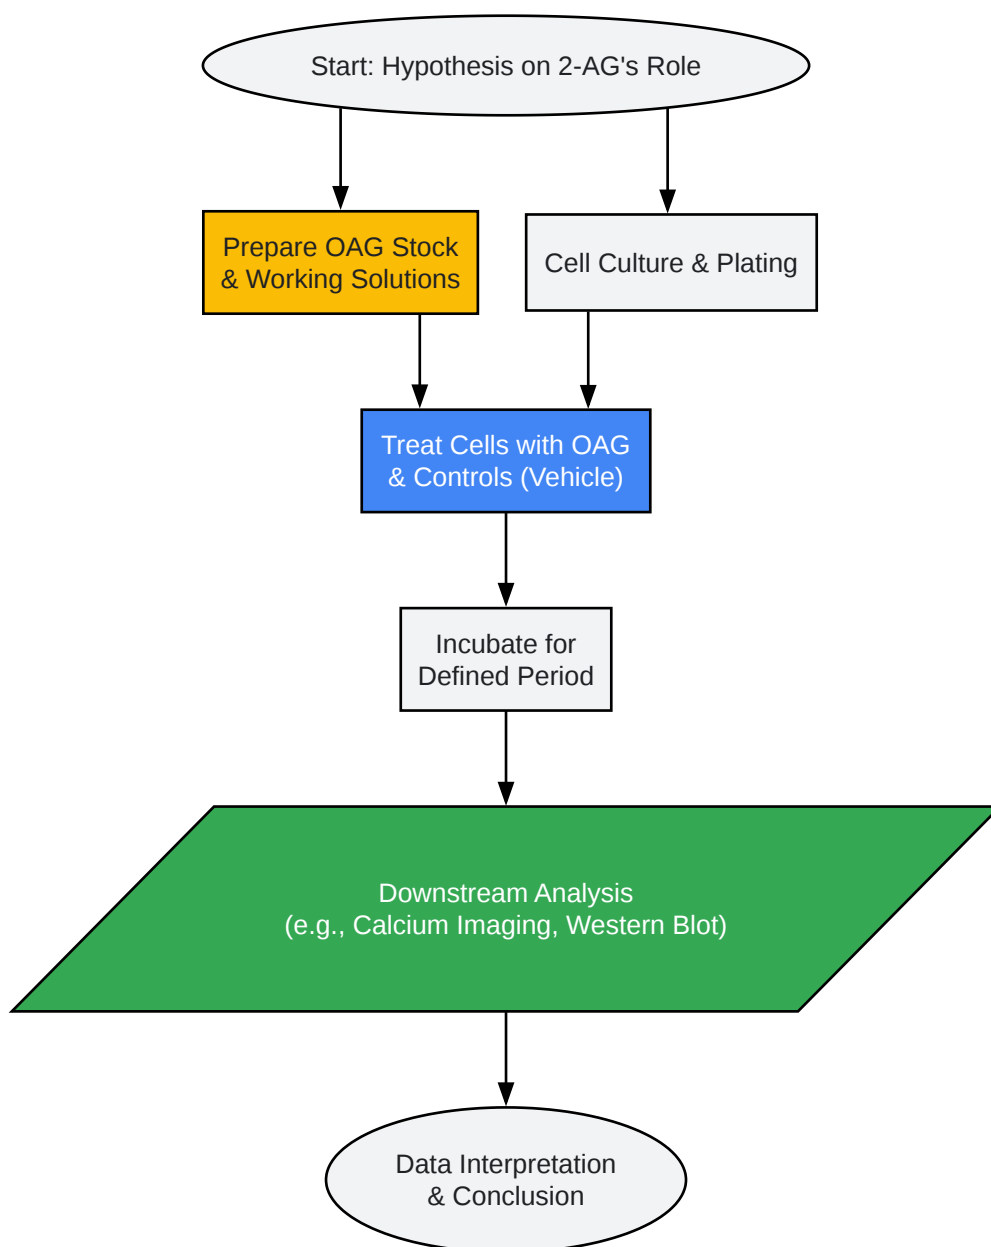 Start: Hypothesis on 2-AG's Role
Prepare OAG Stock
& Working Solutions
Cell Culture & Plating
Treat Cells with OAG
& Controls (Vehicle)
Incubate for
Defined Period
Downstream Analysis
(e.g., Calcium Imaging, Western Blot)
Data Interpretation
& Conclusion